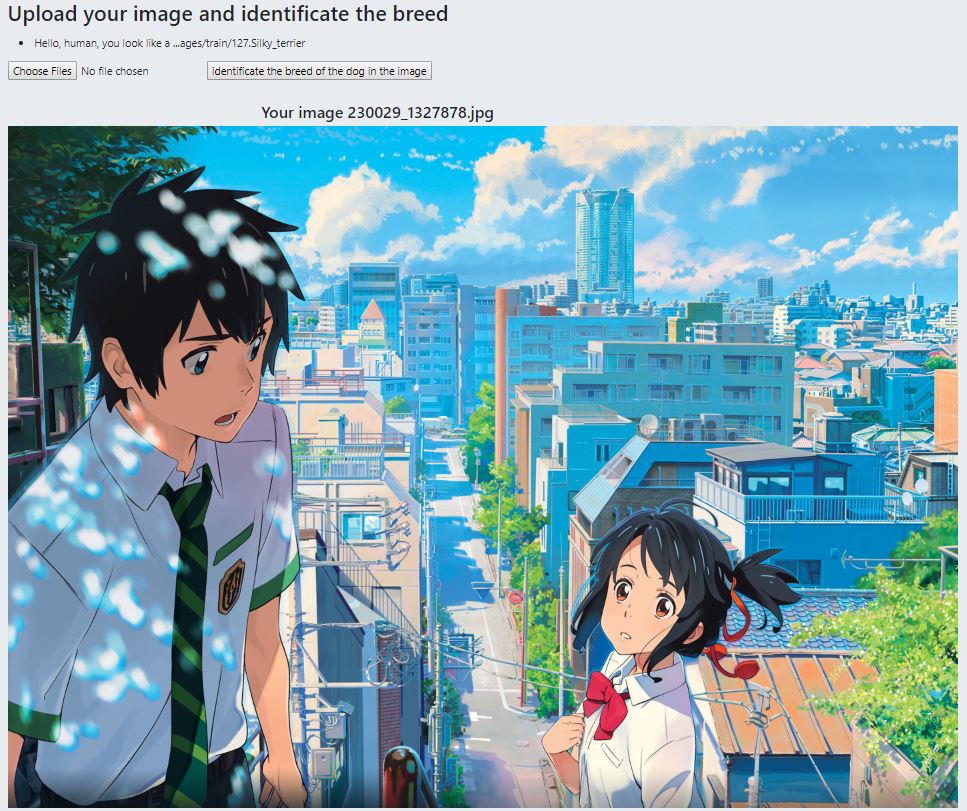 Upload your image and identificate the breed
Hello, human, you look like a ...ages/train/127.Silky_terrier
Choose Files No file chosen
identificate the breed of the dog in the image
Your image 230029_1327878.jpg